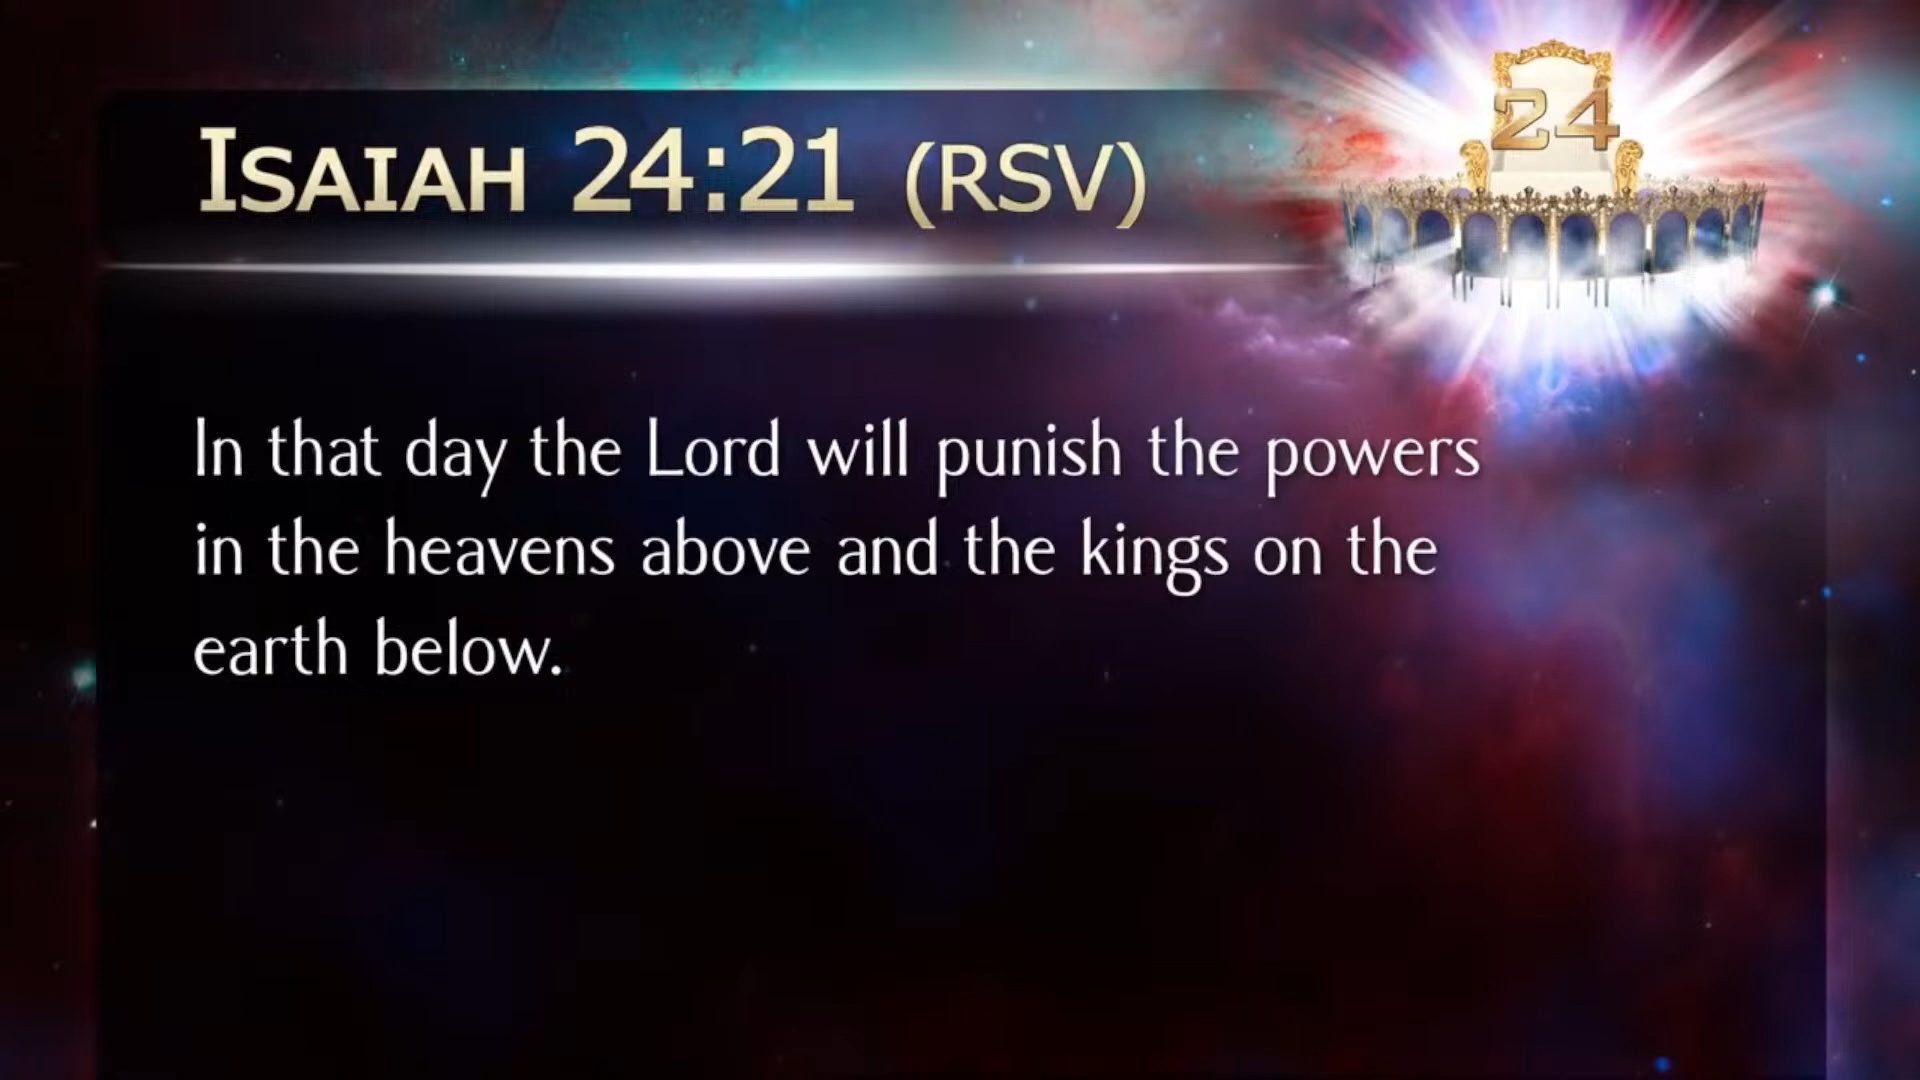 24
Isaiah 24:21 (RSV)
In that day the Lord will punish the powers
in the heavens above and the kings on the
earth below.